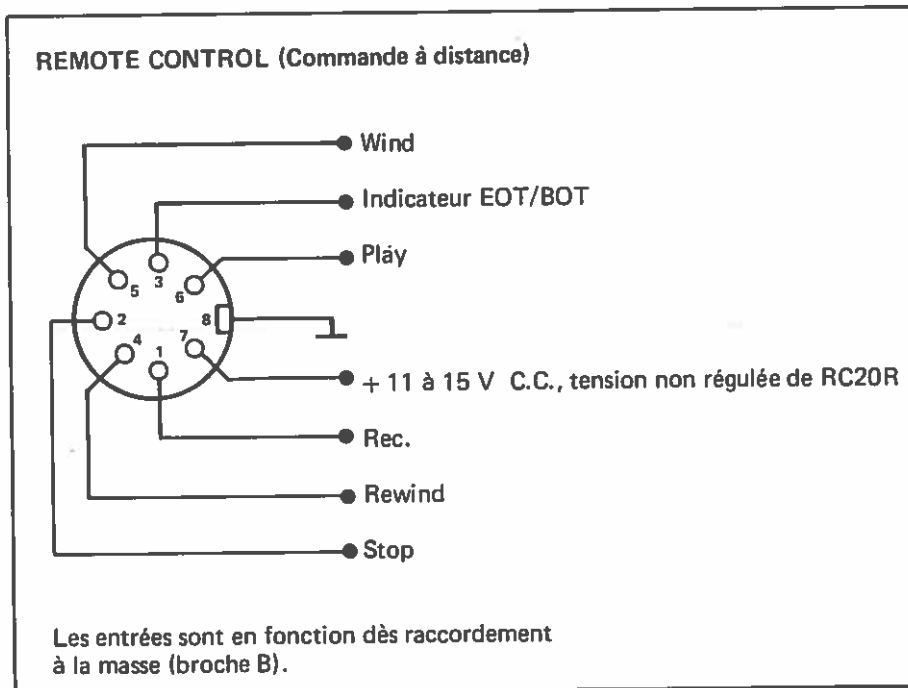 REMOTE CONTROL (Commande à distance)
Wind
Indicateur EOT/BOT
Play
3
5
6
2
8
4
7
1
+ 11 à 15 V C.C., tension non régulée de RC20R
Rec.
Rewind
Stop
Les entrées sont en fonction dès raccordement
à la masse (broche B).